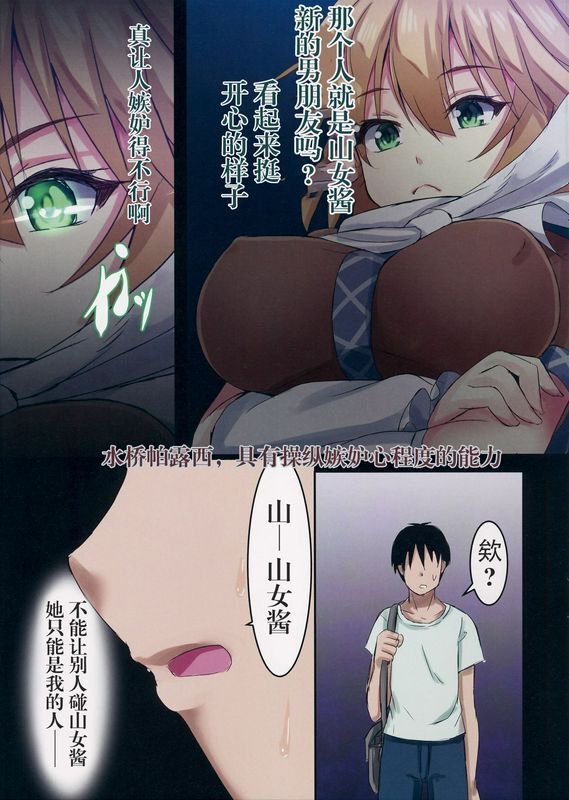 那个人就是山女酱
新的男朋友吗？
看起来挺
开心的样子
真让人嫉妒得不行啊
水桥帕露西，具有操纵嫉妒心程度的能力
欸？
山—山女酱
不能让别人碰山女酱
她只能是我的人——